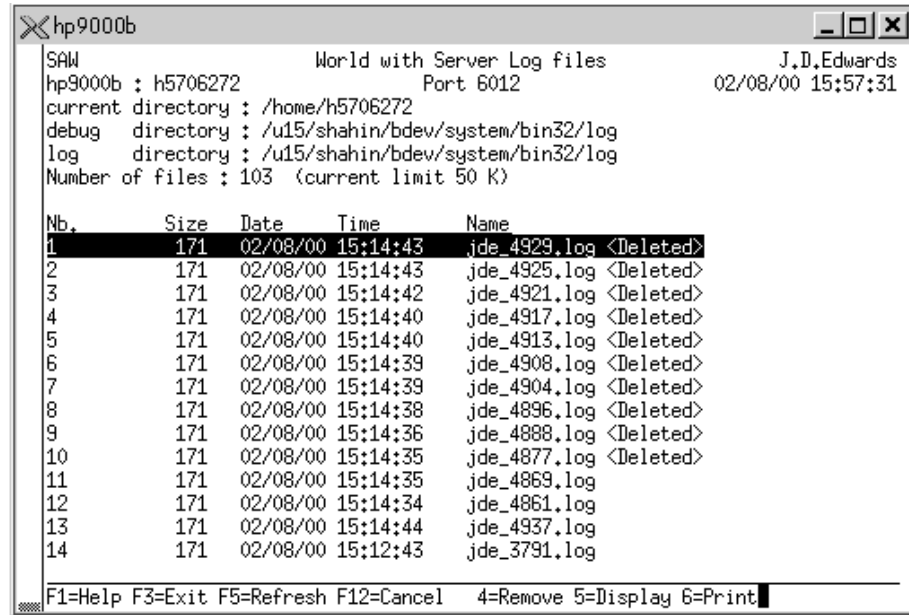 hp9000b
SAW World with Server Log files J.D.Edwards
hp9000b : h5706272 Port 6012 02/08/00 15:57:31
current directory : /home/h5706272
debug directory : /u15/shahin/bdev/system/bin32/log
log directory : /u15/shahin/bdev/system/bin32/log
Number of files : 103 (current limit 50 K)
Nb. Size Date Time Name
1 171 02/08/00 15:14:43 jde_4929.log <Deleted>
2 171 02/08/00 15:14:43 jde_4925.log <Deleted>
3 171 02/08/00 15:14:42 jde_4921.log <Deleted>
4 171 02/08/00 15:14:40 jde_4917.log <Deleted>
5 171 02/08/00 15:14:40 jde_4913.log <Deleted>
6 171 02/08/00 15:14:39 jde_4908.log <Deleted>
7 171 02/08/00 15:14:39 jde_4904.log <Deleted>
8 171 02/08/00 15:14:38 jde_4896.log <Deleted>
9 171 02/08/00 15:14:36 jde_4888.log <Deleted>
10 171 02/08/00 15:14:35 jde_4877.log <Deleted>
11 171 02/08/00 15:14:35 jde_4869.log
12 171 02/08/00 15:14:34 jde_4861.log
13 171 02/08/00 15:14:44 jde_4937.log
14 171 02/08/00 15:12:43 jde_3791.log
F1=Help F3=Exit F5=Refresh F12=Cancel 4=Remove 5=Display 6=Print